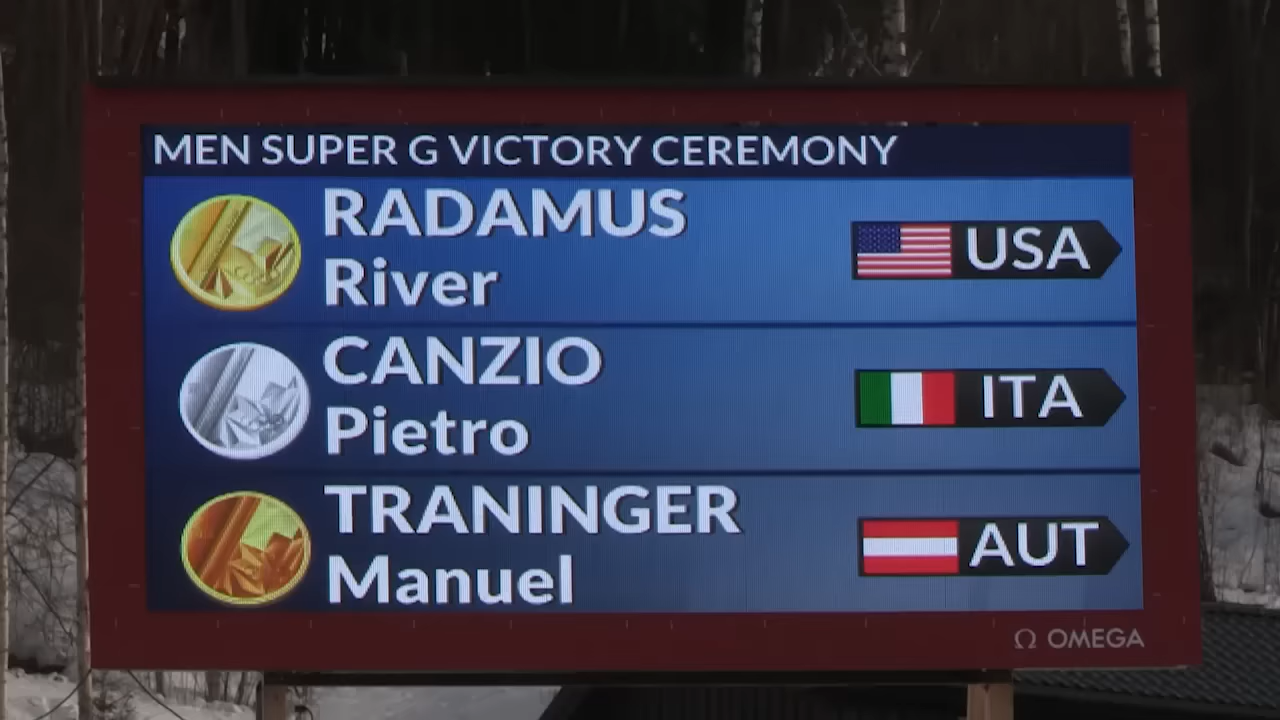 MEN SUPER G VICTORY CEREMONY
RADAMUS
River
USA
CANZIO
Pietro
ITA
TRANINGER
Manuel
AUT
Ω OMEGA